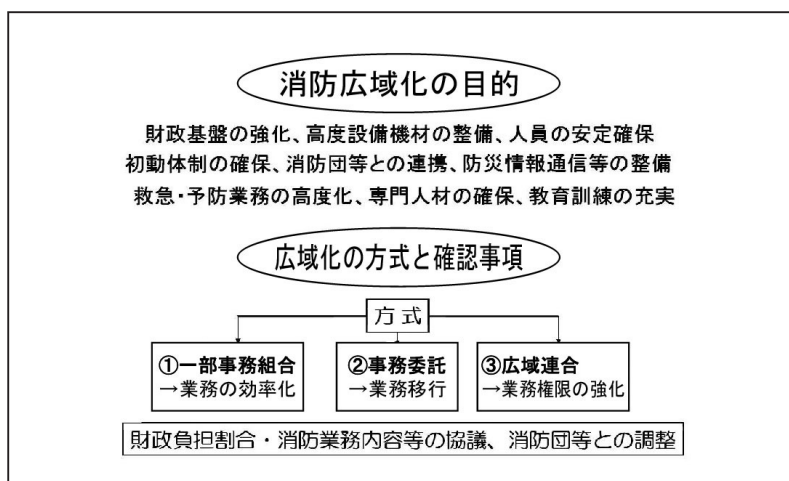 消防広域化の目的
財政基盤の強化、高度設備機材の整備、人員の安定確保
初動体制の確保、消防団等との連携、防災情報通信等の整備
救急・予防業務の高度化、専門人材の確保、教育訓練の充実
広域化の方式と確認事項
方式
①一部事務組合
→業務の効率化
②事務委託
→業務移行
③広域連合
→業務権限の強化
財政負担割合・消防業務内容等の協議、消防団等との調整